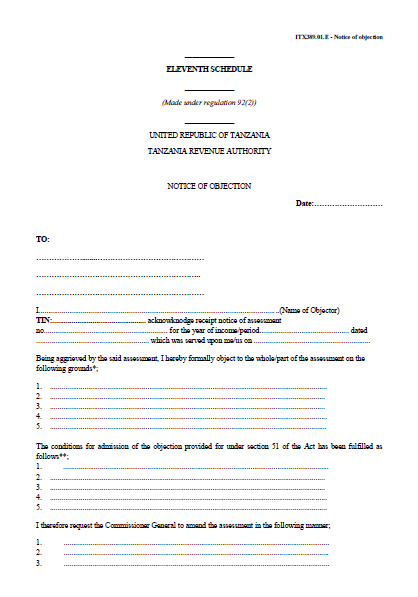 ITX389.01.E - Notice of objection
ELEVENTH SCHEDULE
(Made under regulation 92(2))
UNITED REPUBLIC OF TANZANIA
TANZANIA REVENUE AUTHORITY
NOTICE OF OBJECTION
Date:...........................
TO:
..................................................................
.................................................................
..................................................................
I.............................................................................................. ..(Name of Objector)
TIN:...................................... acknowknodge receipt notice of assessment
no.................................................. for the year of income/period.................................... dated
............................................. which was served upon me/us on ...............................................
Being aggrieved by the said assessment, I hereby formally object to the whole/part of the assessment on the
following grounds*;
1. ................................................................................................................
2. ................................................................................................................
3. ................................................................................................................
4. ................................................................................................................
5. ................................................................................................................
The conditions for admission of the objection provided for under section 51 of the Act has been fulfilled as
follows**;
1. ..........................................................................................................
2. ................................................................................................................
3. ................................................................................................................
4. ................................................................................................................
5. ................................................................................................................
I therefore request the Commissioner General to amend the assessment in the following manner;
1. ..........................................................................................................
2. ..........................................................................................................
3. ..........................................................................................................